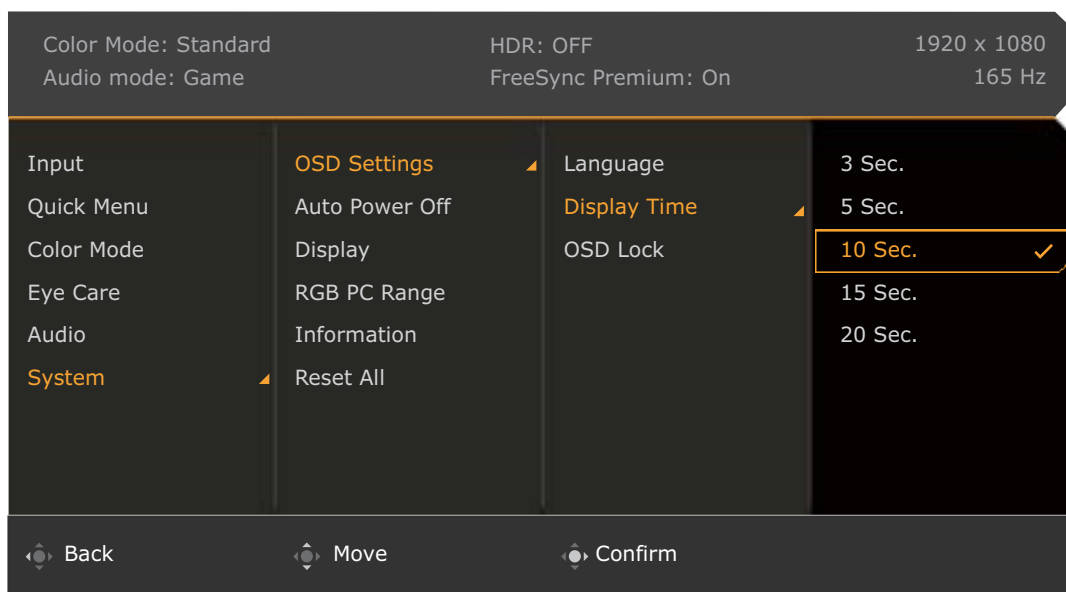 Color Mode: Standard
HDR: OFF
1920 x 1080
Audio mode: Game
FreeSync Premium: On
165 Hz
Input
Quick Menu
Color Mode
Eye Care
Audio
System
OSD Settings
Auto Power Off
Display
RGB PC Range
Information
Reset All
Language
Display Time
OSD Lock
3 Sec.
5 Sec.
10 Sec.
15 Sec.
20 Sec.
Back
Move
Confirm